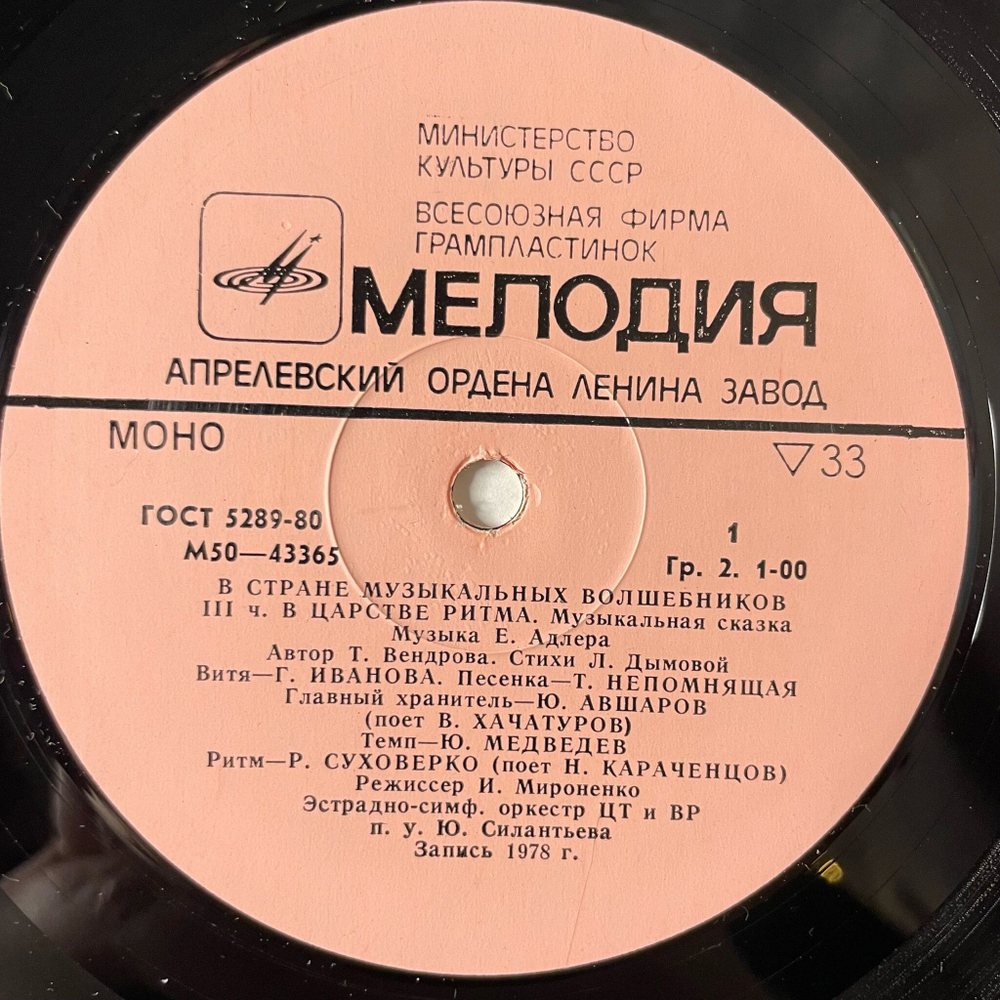 МИНИСТЕРСТВО
КУЛЬТУРЫ СССР
ВСЕСОЮЗНАЯ ФИРМА
ГРАМПЛАСТИНОК
МЕЛОДИЯ
АПРЕЛЕВСКИЙ ОРДЕНА ЛЕНИНА ЗАВОД
МОНО ▽33
ГОСТ 5289-80 1
М50—43365 Гр. 2. 1-00
В СТРАНЕ МУЗЫКАЛЬНЫХ ВОЛШЕБНИКОВ
III ч. В ЦАРСТВЕ РИТМА. Музыкальная сказка
Музыка Е. Адлера
Автор Т. Вендрова. Стихи Л. Дымовой
Витя—Г. ИВАНОВА. Песенка—Т. НЕПОМНЯЩАЯ
Главный хранитель—Ю. АВШАРОВ
(поет В. ХАЧАТУРОВ)
Темп—Ю. МЕДВЕДЕВ
Ритм—Р. СУХОВЕРКО (поет Н. КАРАЧЕНЦОВ)
Режиссер И. Мироненко
Эстрадно-симф. оркестр ЦТ и ВР
п. у. Ю. Силантьева
Запись 1978 г.